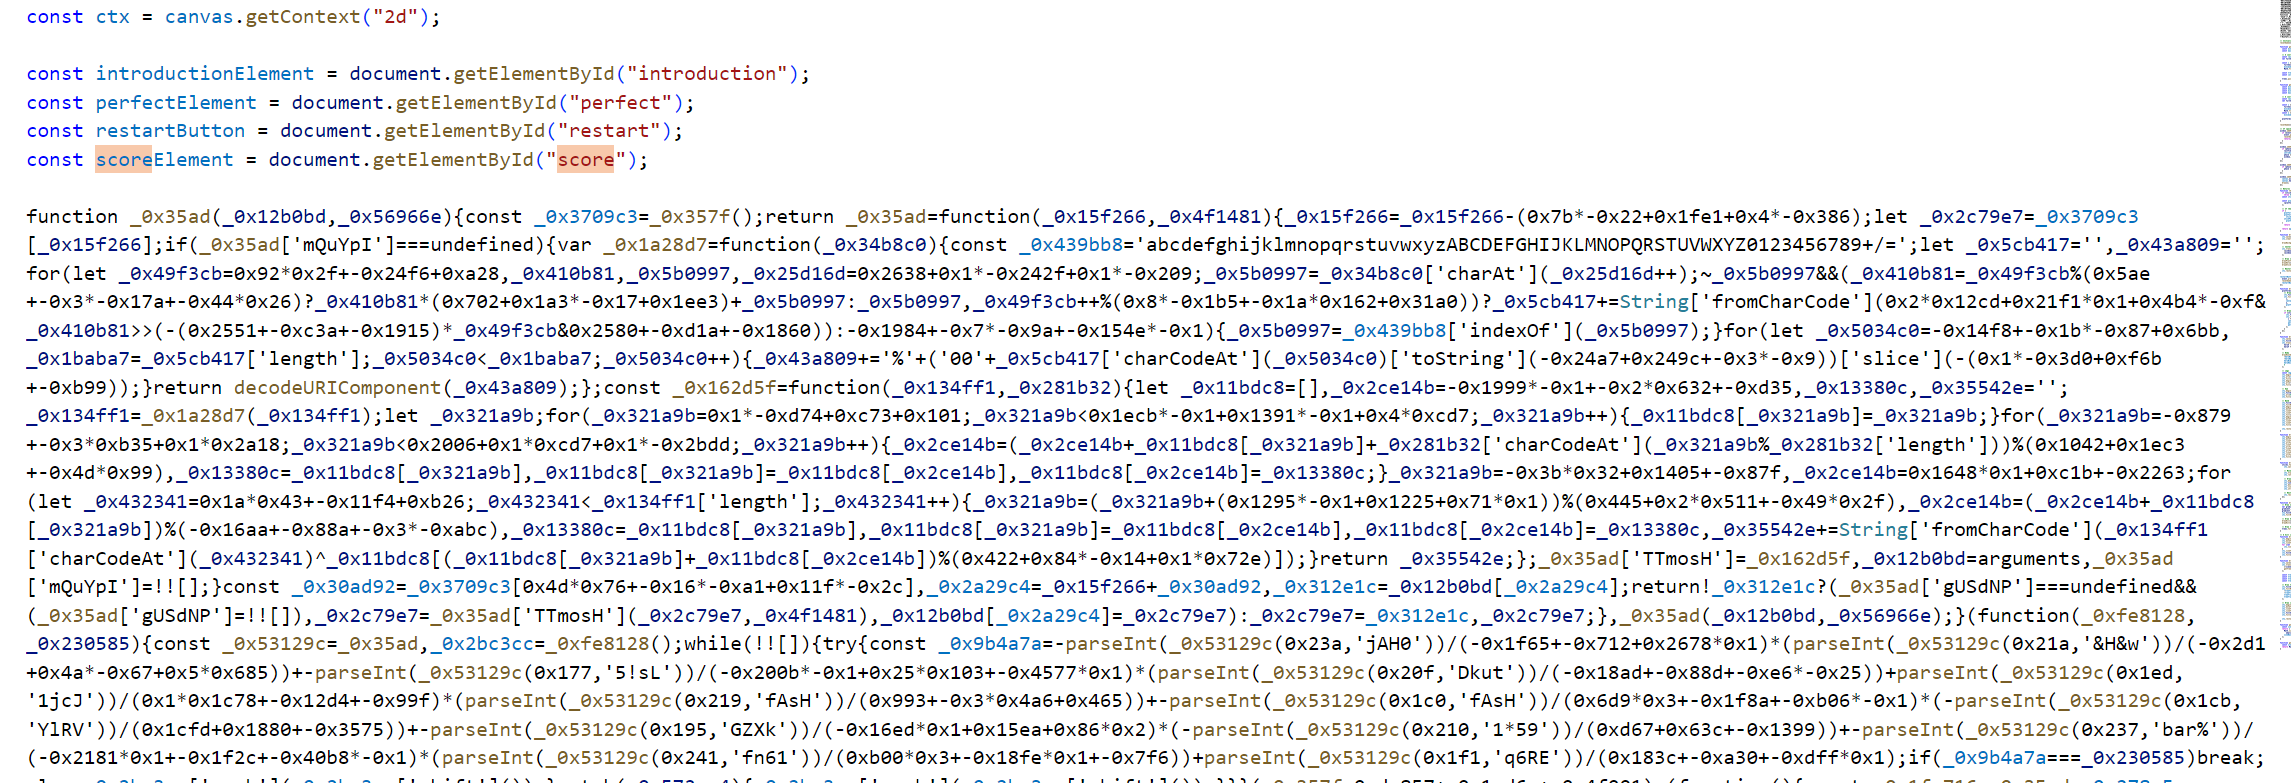 const ctx = canvas.getContext("2d");
const introductionElement = document.getElementById("introduction");
const perfectElement = document.getElementById("perfect");
const restartButton = document.getElementById("restart");
const scoreElement = document.getElementById("score");
function _0x35ad(_0x12b0bd,_0x56966e){const _0x3709c3=_0x357f();return _0x35ad=function(_0x15f266,_0x4f1481){_0x15f266=_0x15f266-(0x7b*-0x22+0x1fe1+0x4*-0x386);let _0x2c79e7=_0x3709c3
[_0x15f266];if(_0x35ad['mQuYpI']===undefined){var _0x1a28d7=function(_0x34b8c0){const _0x439bb8='abcdefghijklmnopqrstuvwxyzABCDEFGHIJKLMNOPQRSTUVWXYZ0123456789+/=';let _0x5cb417='',_0x43a809='';
for(let _0x49f3cb=0x92*0x2f+-0x24f6+0xa28,_0x410b81,_0x5b0997,_0x25d16d=0x2638+0x1*-0x242f+0x1*-0x209;_0x5b0997=_0x34b8c0['charAt'](_0x25d16d++);~_0x5b0997&&(_0x410b81=_0x49f3cb%(0x5ae
+-0x3*-0x17a+-0x44*0x26)?_0x410b81*(0x702+0x1a3*-0x17+0x1ee3)+_0x5b0997:_0x5b0997,_0x49f3cb++%(0x8*-0x1b5+-0x1a*0x162+0x31a0))?_0x5cb417+=String['fromCharCode'](0x2*0x12cd+0x21f1*0x1+0x4b4*-0xf&
_0x410b81>>(-(0x2551+-0xc3a+-0x1915)*_0x49f3cb&0x2580+-0xd1a+-0x1860)):-0x1984+-0x7*-0x9a+-0x154e*-0x1){_0x5b0997=_0x439bb8['indexOf'](_0x5b0997);}for(let _0x5034c0=-0x14f8+-0x1b*-0x87+0x6bb,
_0x1baba7=_0x5cb417['length'];_0x5034c0<_0x1baba7;_0x5034c0++){_0x43a809+='%'+('00'+_0x5cb417['charCodeAt'](_0x5034c0)['toString'](-0x24a7+0x249c+-0x3*-0x9))['slice'](-(0x1*-0x3d0+0xf6b
+-0xb99));}return decodeURIComponent(_0x43a809);};const _0x162d5f=function(_0x134ff1,_0x281b32){let _0x11bdc8=[],_0x2ce14b=-0x1999*-0x1+-0x2*0x632+-0xd35,_0x13380c,_0x35542e='';
_0x134ff1=_0x1a28d7(_0x134ff1);let _0x321a9b;for(_0x321a9b=0x1*-0xd74+0xc73+0x101;_0x321a9b<0x1ecb*-0x1+0x1391*-0x1+0x4*0xcd7;_0x321a9b++){_0x11bdc8[_0x321a9b]=_0x321a9b;}for(_0x321a9b=-0x879
+-0x3*0xb35+0x1*0x2a18;_0x321a9b<0x2006+0x1*0xcd7+0x1*-0x2bdd;_0x321a9b++){_0x2ce14b=(_0x2ce14b+_0x11bdc8[_0x321a9b]+_0x281b32['charCodeAt'](_0x321a9b%_0x281b32['length']))%(0x1042+0x1ec3
+-0x4d*0x99),_0x13380c=_0x11bdc8[_0x321a9b],_0x11bdc8[_0x321a9b]=_0x11bdc8[_0x2ce14b],_0x11bdc8[_0x2ce14b]=_0x13380c;}_0x321a9b=-0x3b*0x32+0x1405+-0x87f,_0x2ce14b=0x1648*0x1+0xc1b+-0x2263;for
(let _0x432341=0x1a*0x43+-0x11f4+0xb26;_0x432341<_0x134ff1['length'];_0x432341++){_0x321a9b=(_0x321a9b+(0x1295*-0x1+0x1225+0x71*0x1))%(0x445+0x2*0x511+-0x49*0x2f),_0x2ce14b=(_0x2ce14b+_0x11bdc8
[_0x321a9b])%(-0x16aa+-0x88a+-0x3*-0xabc),_0x13380c=_0x11bdc8[_0x321a9b],_0x11bdc8[_0x321a9b]=_0x11bdc8[_0x2ce14b],_0x11bdc8[_0x2ce14b]=_0x13380c,_0x35542e+=String['fromCharCode'](_0x134ff1
['charCodeAt'](_0x432341)^_0x11bdc8[(_0x11bdc8[_0x321a9b]+_0x11bdc8[_0x2ce14b])%(0x422+0x84*-0x14+0x1*0x72e)]);}return _0x35542e;};_0x35ad['TTmosH']=_0x162d5f,_0x12b0bd=arguments,_0x35ad
['mQuYpI']=!![];}const _0x30ad92=_0x3709c3[0x4d*0x76+-0x16*-0xa1+0x11f*-0x2c],_0x2a29c4=_0x15f266+_0x30ad92,_0x312e1c=_0x12b0bd[_0x2a29c4];return!_0x312e1c?(_0x35ad['gUSdNP']===undefined&&
(_0x35ad['gUSdNP']=!![]),_0x2c79e7=_0x35ad['TTmosH'](_0x2c79e7,_0x4f1481),_0x12b0bd[_0x2a29c4]=_0x2c79e7):_0x2c79e7=_0x312e1c,_0x2c79e7;},_0x35ad(_0x12b0bd,_0x56966e);}(function(_0xfe8128,
_0x230585){const _0x53129c=_0x35ad,_0x2bc3cc=_0xfe8128();while(!![]){try{const _0x9b4a7a=-parseInt(_0x53129c(0x23a,'jAH0'))/(-0x1f65+-0x712+0x2678*0x1)*(parseInt(_0x53129c(0x21a,'&H&w'))/(-0x2d1
+0x4a*-0x67+0x5*0x685))+-parseInt(_0x53129c(0x177,'5!sL'))/(-0x200b*-0x1+0x25*0x103+-0x4577*0x1)*(parseInt(_0x53129c(0x20f,'Dkut'))/(-0x18ad+-0x88d+-0xe6*-0x25))+parseInt(_0x53129c(0x1ed,
'1jcJ'))/(0x1*0x1c78+-0x12d4+-0x99f)*(parseInt(_0x53129c(0x219,'fAsH'))/(0x993+-0x3*0x4a6+0x465))+-parseInt(_0x53129c(0x1c0,'fAsH'))/(0x6d9*0x3+-0x1f8a+-0xb06*-0x1)*(-parseInt(_0x53129c(0x1cb,
'YlRV'))/(0x1cfd+0x1880+-0x3575))+-parseInt(_0x53129c(0x195,'GZXk'))/(-0x16ed*0x1+0x15ea+0x86*0x2)*(-parseInt(_0x53129c(0x210,'1*59'))/(0xd67+0x63c+-0x1399))+-parseInt(_0x53129c(0x237,'bar%'))/
(-0x2181*0x1+-0x1f2c+-0x40b8*-0x1)*(parseInt(_0x53129c(0x241,'fn61'))/(0xb00*0x3+-0x18fe*0x1+-0x7f6))+parseInt(_0x53129c(0x1f1,'q6RE'))/(0x183c+-0xa30+-0xdff*0x1);if(_0x9b4a7a===_0x230585)break;